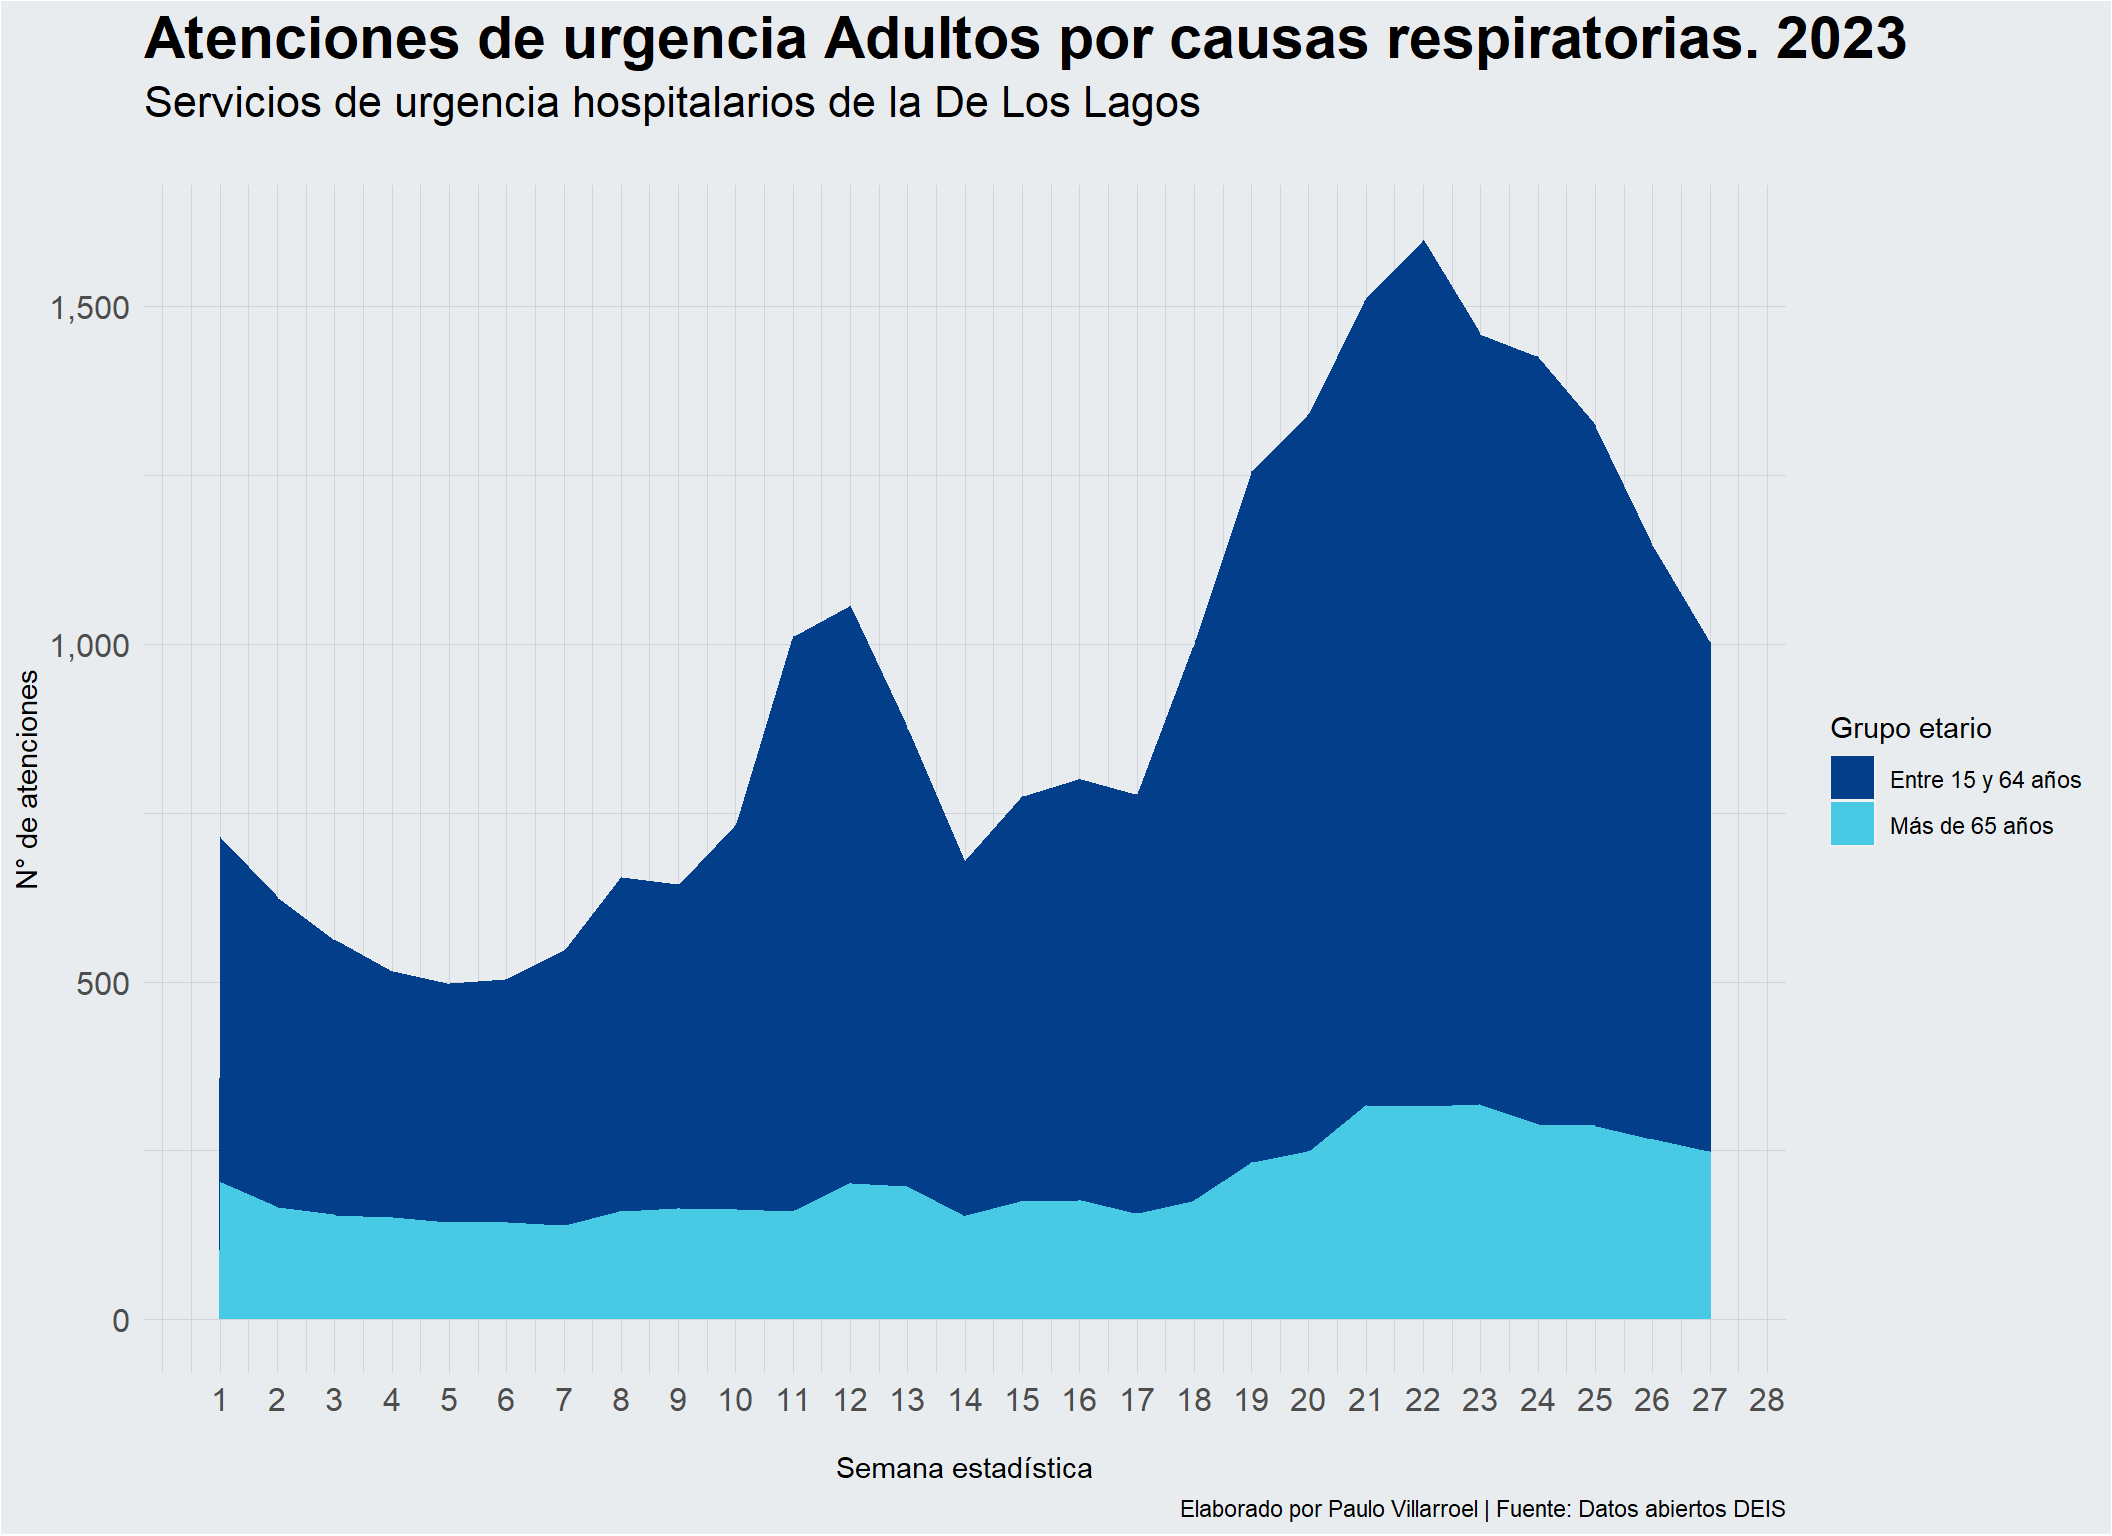 Atenciones de urgencia Adultos por causas respiratorias. 2023
Servicios de urgencia hospitalarios de la De Los Lagos
1,500
1,000
500
0
N° de atenciones
Grupo etario
Entre 15 y 64 años
Más de 65 años
1 2 3 4 5 6 7 8 9 10 11 12 13 14 15 16 17 18 19 20 21 22 23 24 25 26 27 28
Semana estadística
Elaborado por Paulo Villarroel | Fuente: Datos abiertos DEIS